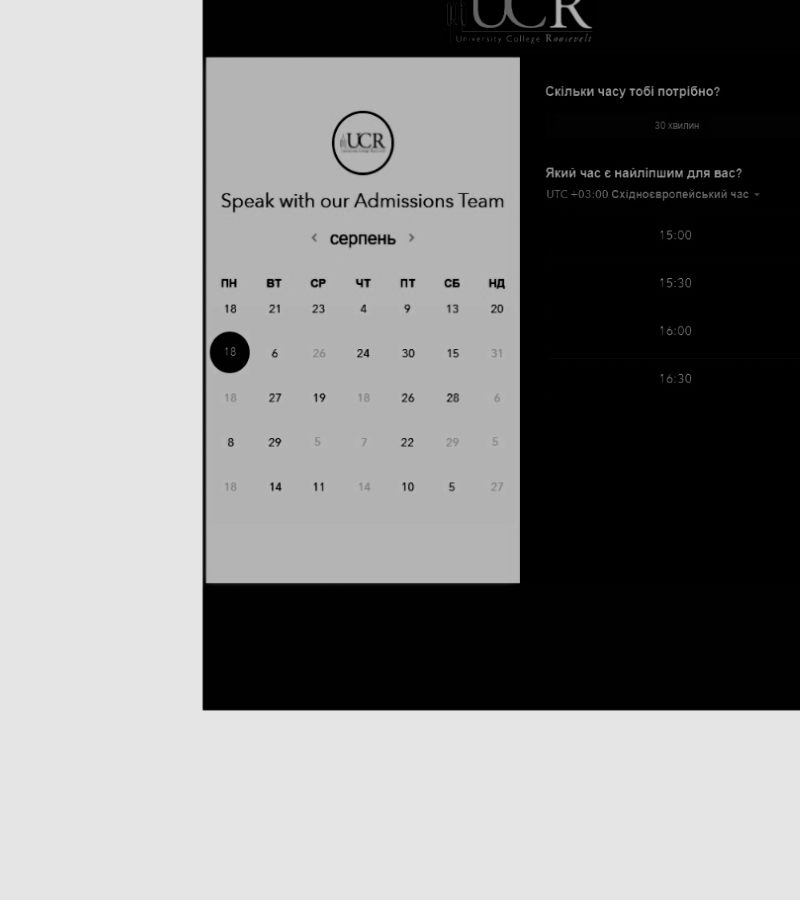 UCR
University College Roosevelt
UCR
Speak with our Admissions Team
‹ серпень ›
ПН ВТ СР ЧТ ПТ СБ НД
18 21 23 4 9 13 20
18 6 26 24 30 15 31
18 27 19 18 26 28 6
8 29 5 7 22 29 5
18 14 11 14 10 5 27
Скільки часу тобі потрібно?
30 хвилин
Який час є найліпшим для вас?
UTC +03:00 Східноєвропейський час
15:00
15:30
16:00
16:30